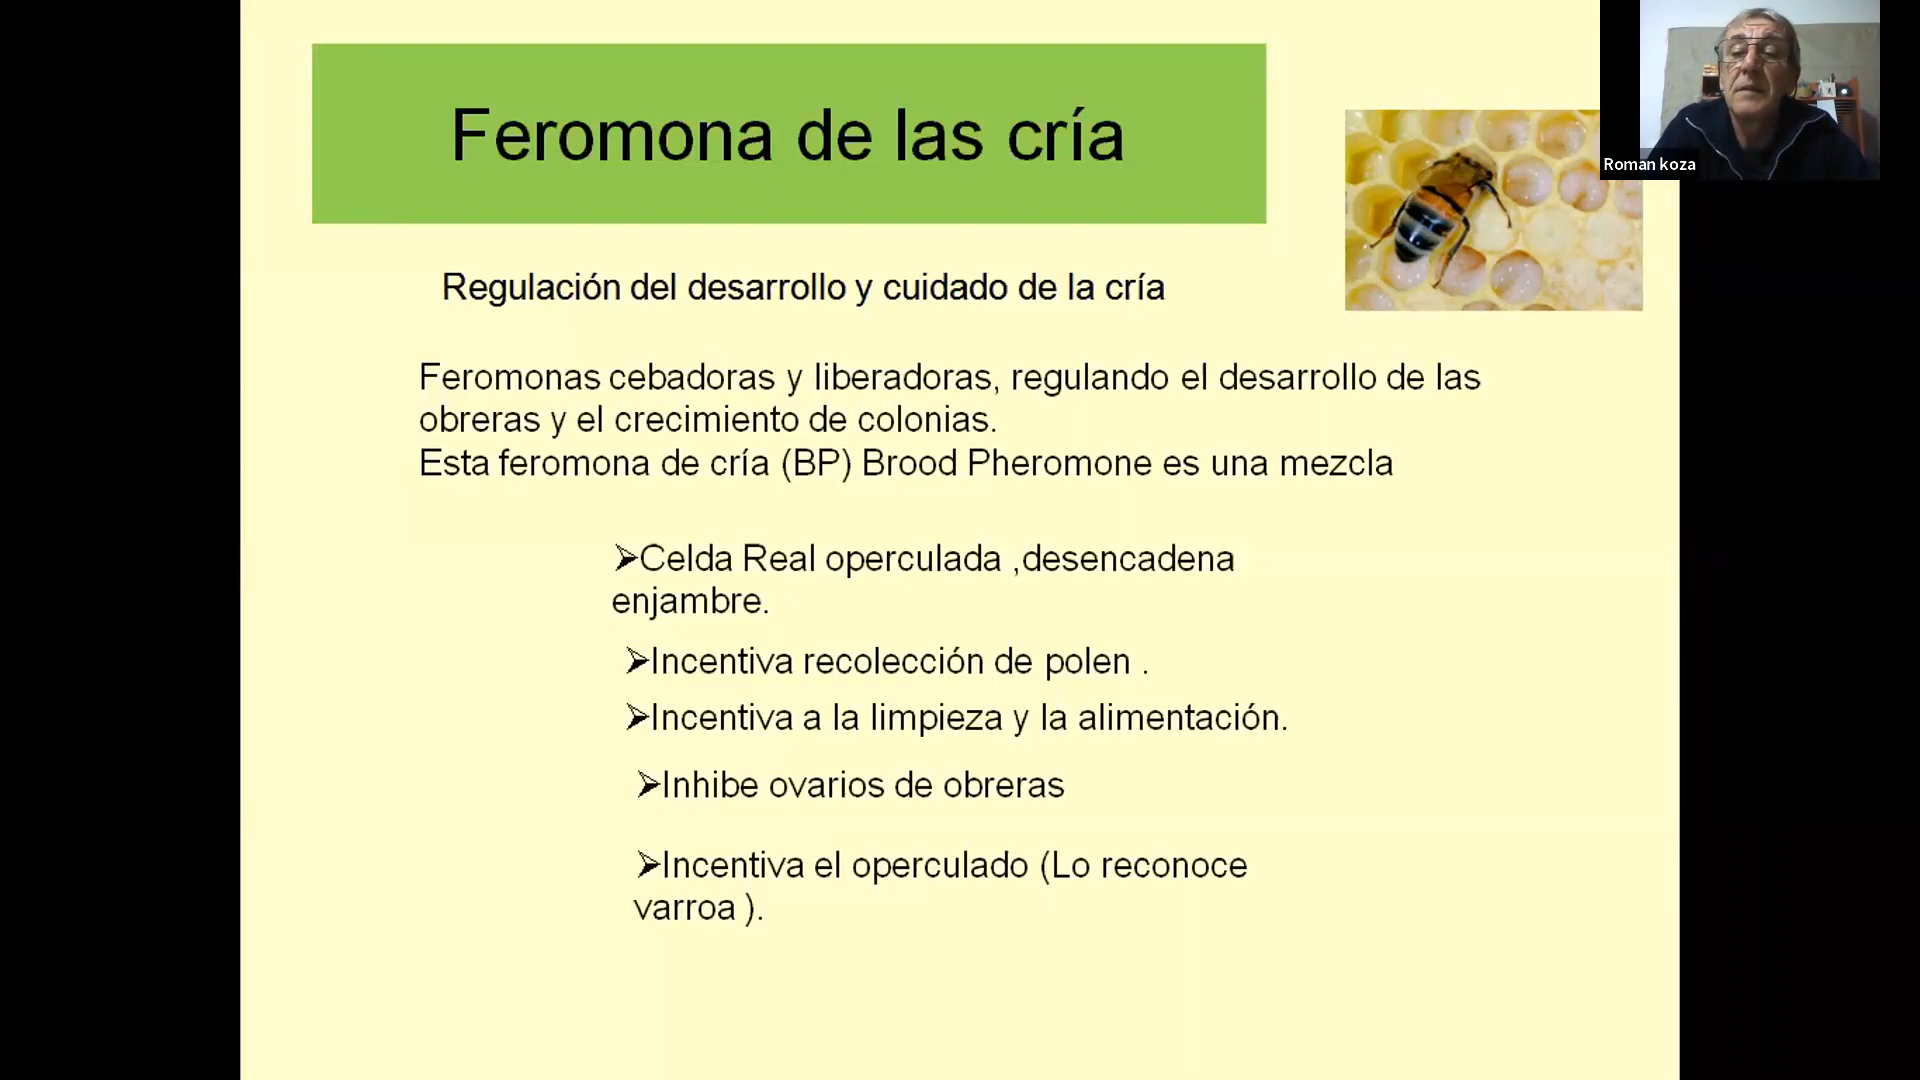 Feromona de las cría
Roman koza
Regulación del desarrollo y cuidado de la cría
Feromonas cebadoras y liberadoras, regulando el desarrollo de las
obreras y el crecimiento de colonias.
Esta feromona de cría (BP) Brood Pheromone es una mezcla
➢Celda Real operculada ,desencadena
enjambre.
➢Incentiva recolección de polen .
➢Incentiva a la limpieza y la alimentación.
➢Inhibe ovarios de obreras
➢Incentiva el operculado (Lo reconoce
varroa ).